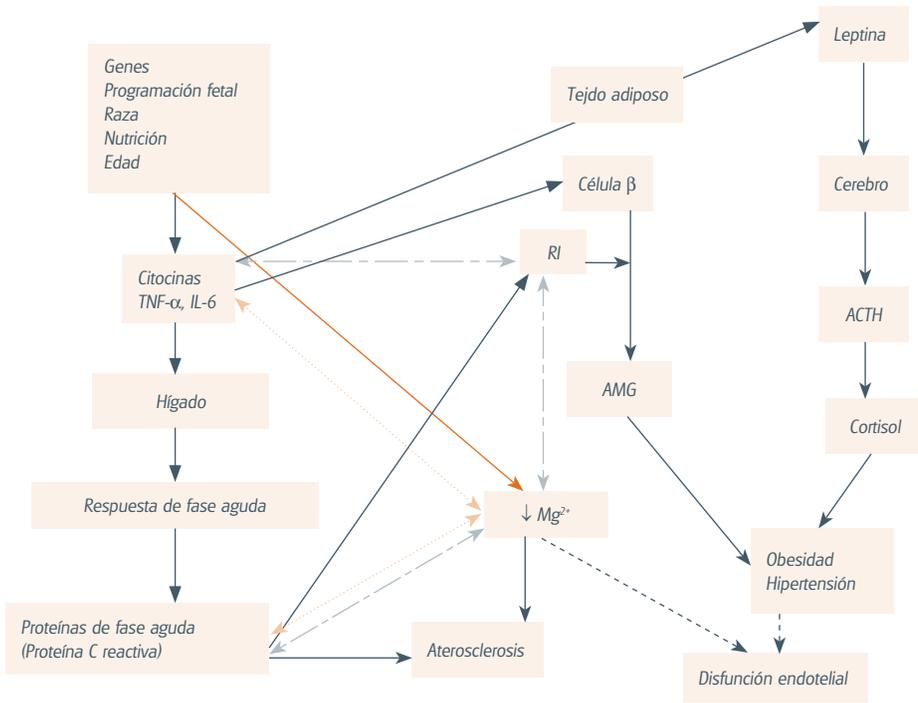 Genes
Programación fetal
Raza
Nutrición
Edad
Citocinas
TNF-α, IL-6
Hígado
Respuesta de fase aguda
Proteínas de fase aguda
(Proteína C reactiva)
Tejdo adiposo
Célula β
RI
AMG
↓ Mg²⁺
Aterosclerosis
Leptina
Cerebro
ACTH
Cortisol
Obesidad
Hipertensión
Disfunción endotelial